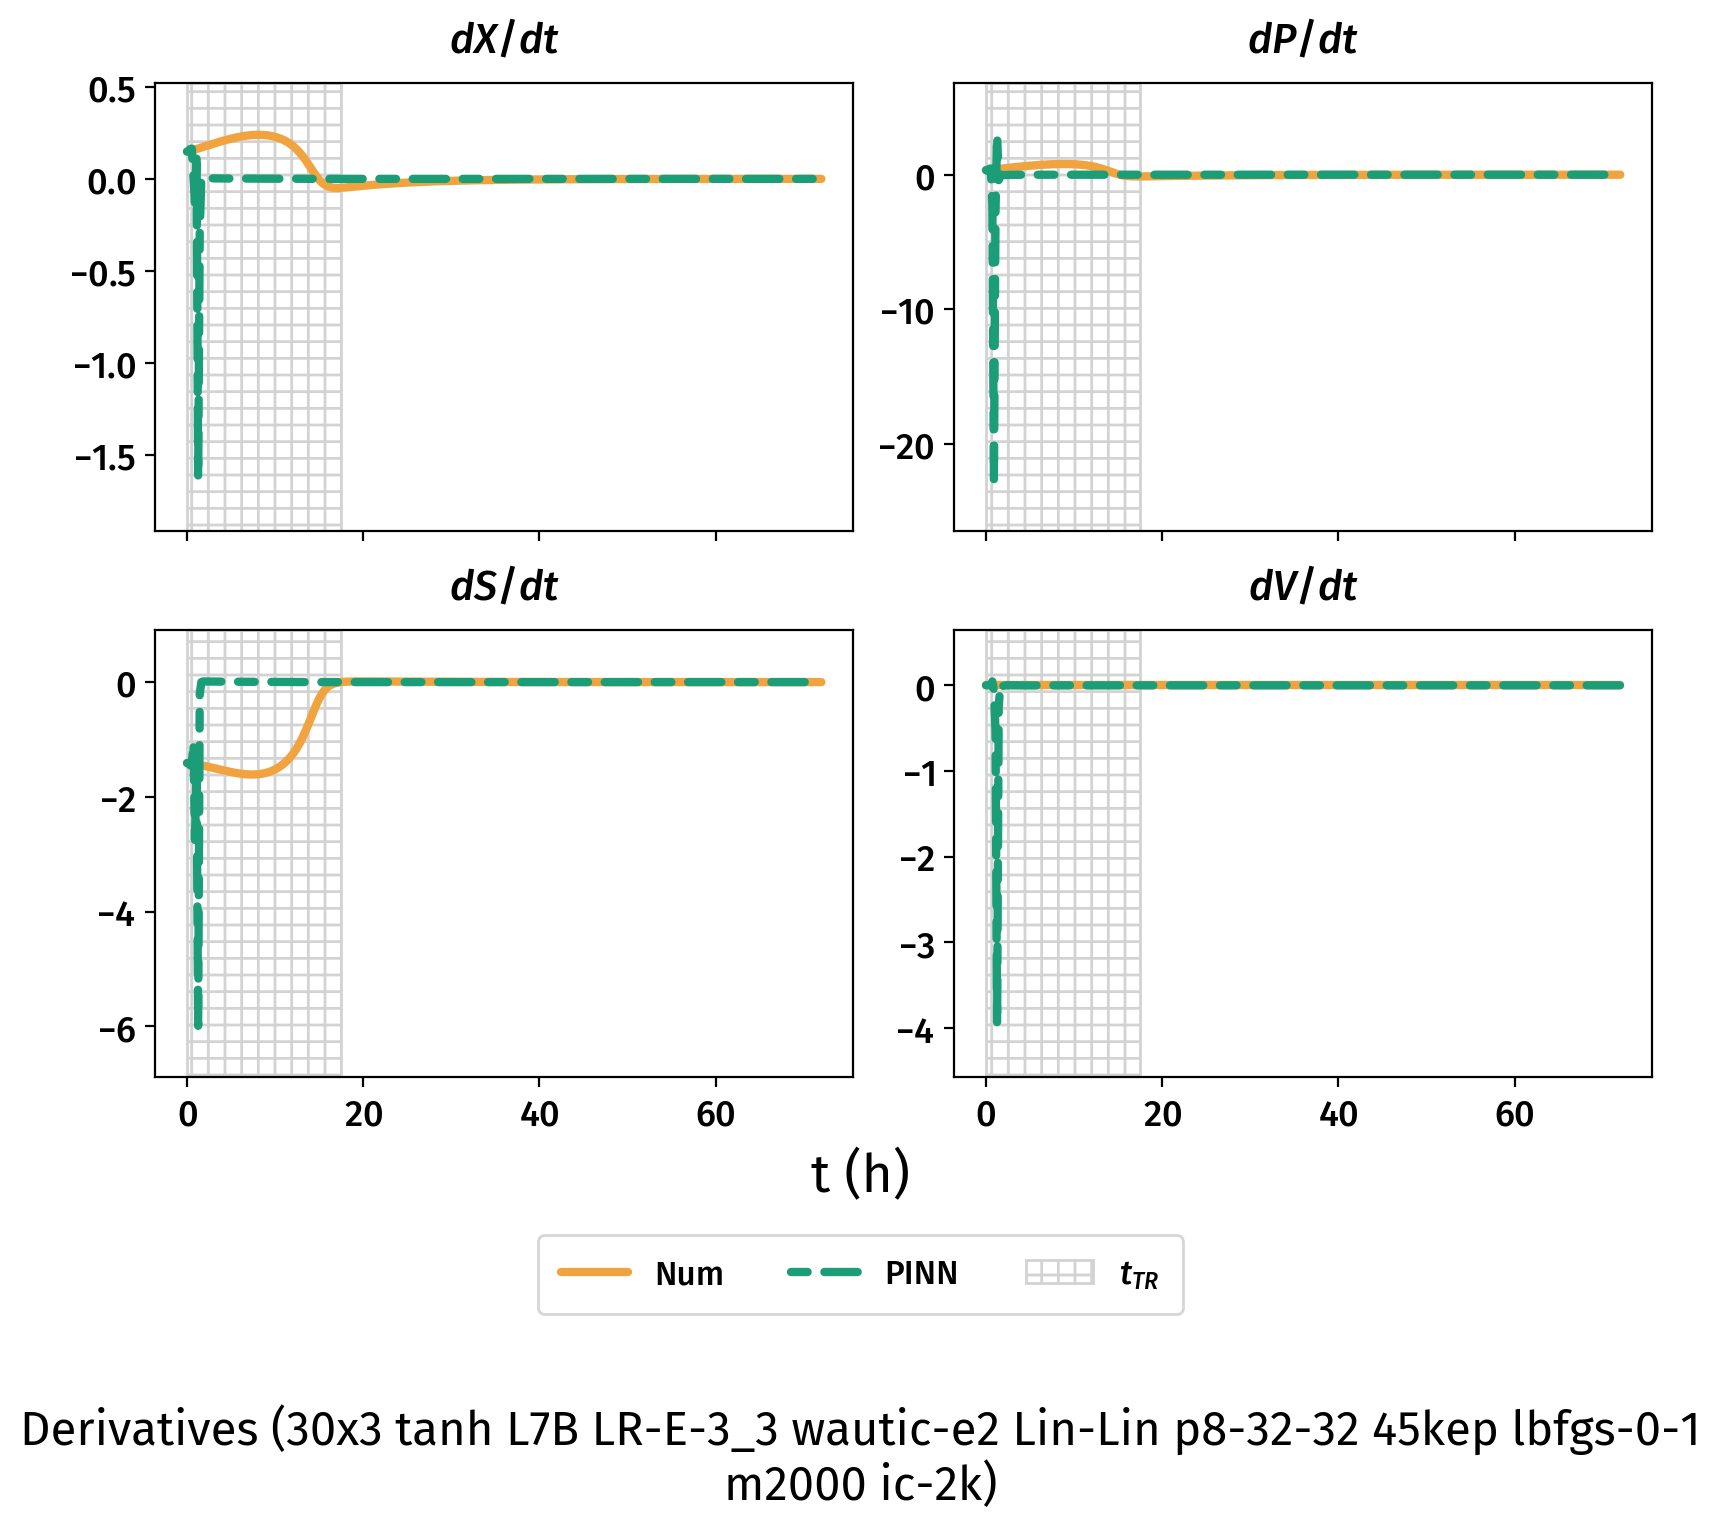 dX/dt
dP/dt
0.5
0.0
−0.5
−1.0
−1.5
0
−10
−20
dS/dt
dV/dt
0
−2
−4
−6
0
−1
−2
−3
−4
0 20 40 60
0 20 40 60
t (h)
Num PINN t_TR
Derivatives (30x3 tanh L7B LR-E-3_3 wautic-e2 Lin-Lin p8-32-32 45kep lbfgs-0-1
m2000 ic-2k)